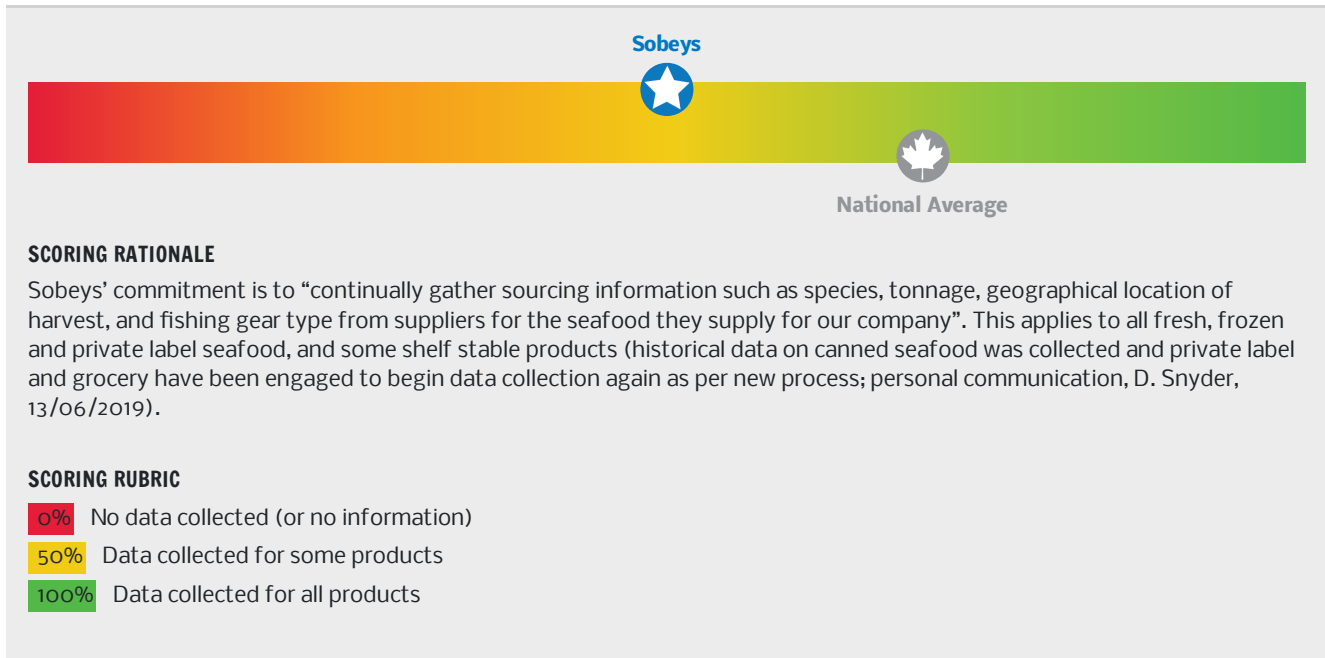 Sobeys
National Average
SCORING RATIONALE
Sobeys’ commitment is to “continually gather sourcing information such as species, tonnage, geographical location of
harvest, and fishing gear type from suppliers for the seafood they supply for our company”. This applies to all fresh, frozen
and private label seafood, and some shelf stable products (historical data on canned seafood was collected and private label
and grocery have been engaged to begin data collection again as per new process; personal communication, D. Snyder,
13/06/2019).
SCORING RUBRIC
0% No data collected (or no information)
50% Data collected for some products
100% Data collected for all products